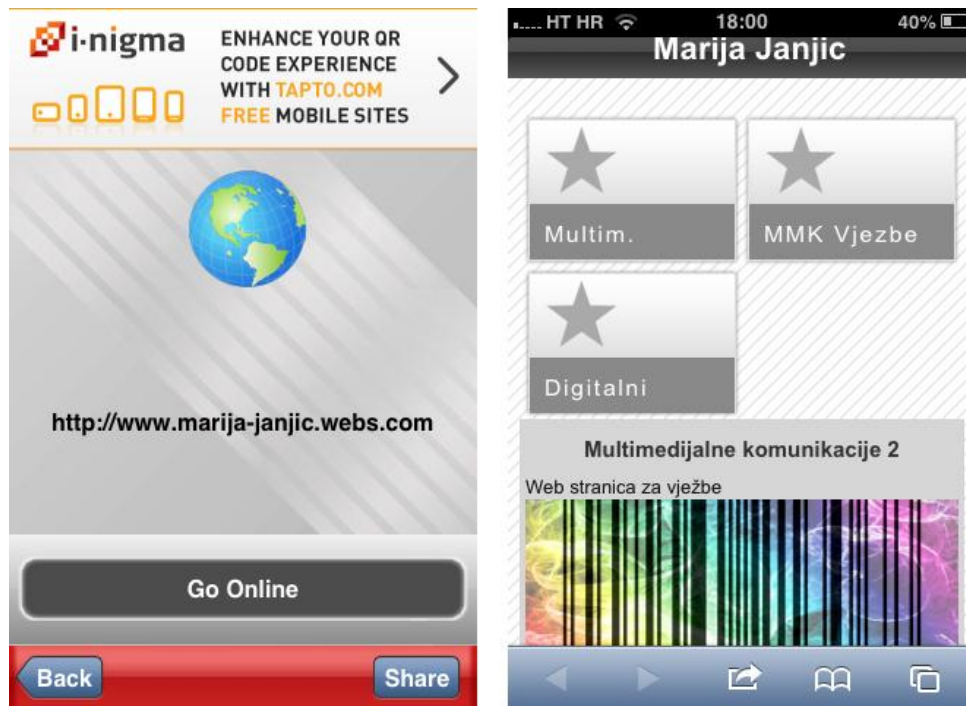 i-nigma
ENHANCE YOUR QR
CODE EXPERIENCE
WITH TAPTO.COM
FREE MOBILE SITES
http://www.marija-janjic.webs.com
Go Online
Back
Share
HT HR 18:00 40%
Marija Janjic
Multim.
MMK Vjezbe
Digitalni
Multimedijalne komunikacije 2
Web stranica za vježbe